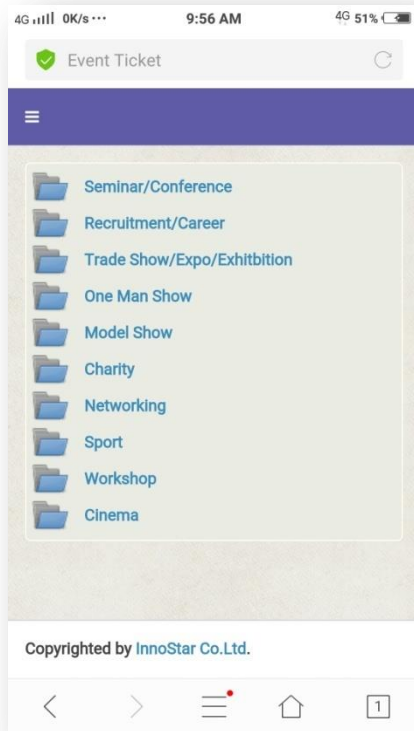 4G 0K/s ··· 9:56 AM 4G 51%
Event Ticket
Seminar/Conference
Recruitment/Career
Trade Show/Expo/Exhitbition
One Man Show
Model Show
Charity
Networking
Sport
Workshop
Cinema
Copyrighted by InnoStar Co.Ltd.
1